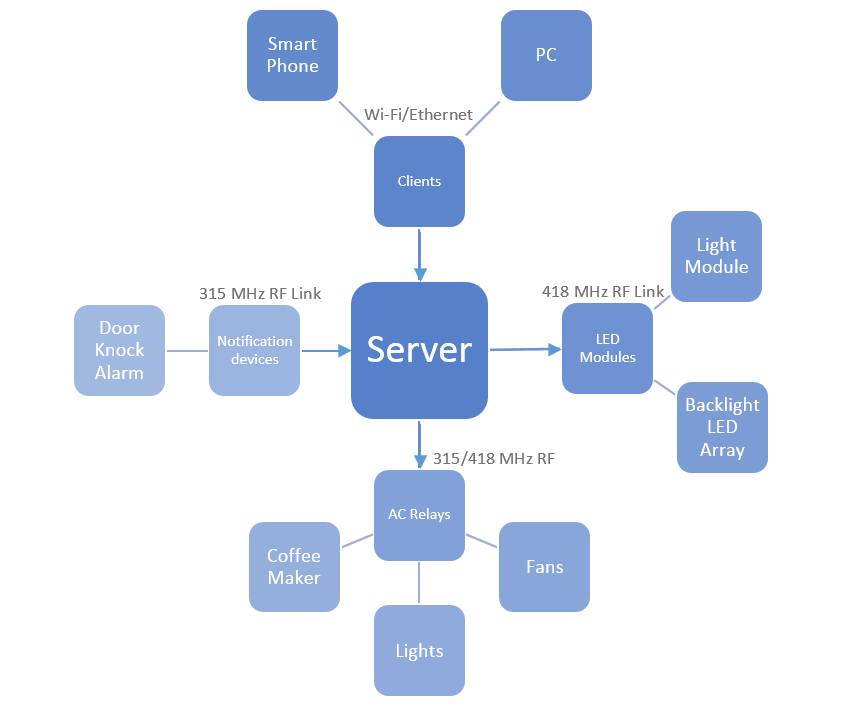 Smart
Phone
PC
Wi-Fi/Ethernet
Clients
Light
Module
315 MHz RF Link
418 MHz RF Link
Door
Knock
Alarm
Notification
devices
Server
LED
Modules
Backlight
LED
Array
315/418 MHz RF
AC Relays
Coffee
Maker
Fans
Lights